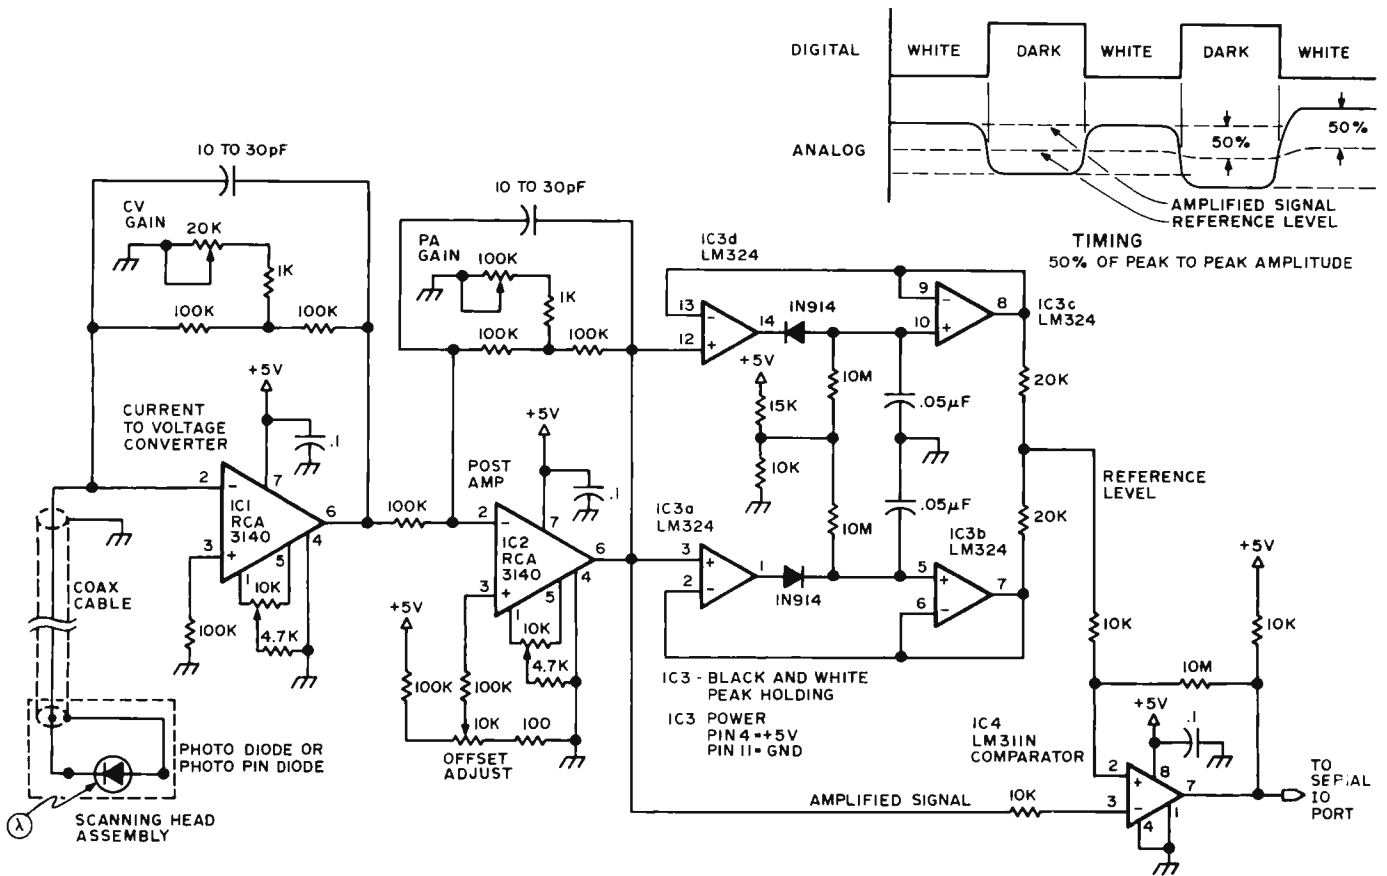 DIGITAL
WHITE
DARK
WHITE
DARK
WHITE
50%
50%
ANALOG
AMPLIFIED SIGNAL
REFERENCE LEVEL
TIMING
50% OF PEAK TO PEAK AMPLITUDE
10 TO 30pF
CV
GAIN
20K
1K
100K
100K
+5V
.1
CURRENT
TO VOLTAGE
CONVERTER
2
-
7
IC1
RCA
3140
6
3
+
1
5
4
10K
4.7K
100K
COAX
CABLE
PHOTO DIODE OR
PHOTO PIN DIODE
λ
SCANNING HEAD
ASSEMBLY
10 TO 30pF
PA
GAIN
100K
1K
100K
100K
+5V
.1
POST
AMP
100K
2
-
7
IC2
RCA
3140
6
3
+
1
5
4
10K
4.7K
+5V
100K
100K
10K
100
OFFSET
ADJUST
IC3d
LM324
13
-
12
+
14
1N914
9
-
10
+
8
IC3c
LM324
+5V
15K
10K
10M
10M
.05µF
.05µF
20K
20K
REFERENCE
LEVEL
IC3a
LM324
3
+
2
-
1
1N914
IC3b
LM324
5
+
6
-
7
IC3 - BLACK AND WHITE
PEAK HOLDING
IC3 POWER
PIN 4 = +5V
PIN 11 = GND
10K
+5V
10K
10M
+5V
.1
IC4
LM311N
COMPARATOR
AMPLIFIED SIGNAL
10K
2
+
3
-
8
7
4
1
TO
SERIAL
IO
PORT